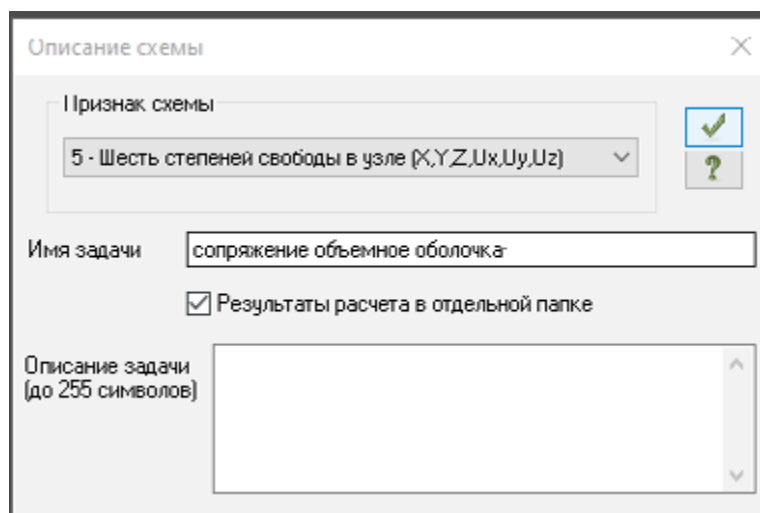 Описание схемы
Признак схемы
5 - Шесть степеней свободы в узле (X,Y,Z,Ux,Uy,Uz)
Имя задачи
сопряжение объемное оболочка-
Результаты расчета в отдельной папке
Описание задачи
(до 255 символов)